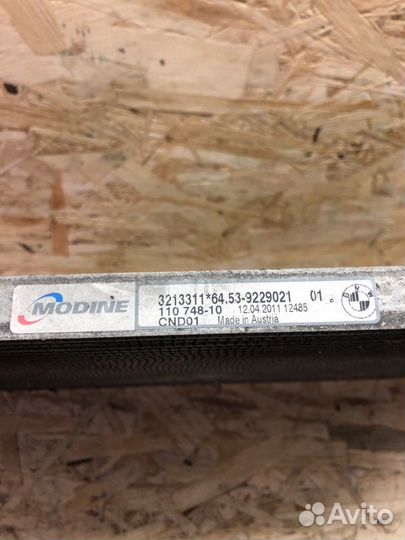 MODINE
3213311*64.53-9229021 01
110 748-10 12.04 2011 12485
CND01 Made in Austria
BMW
Avito